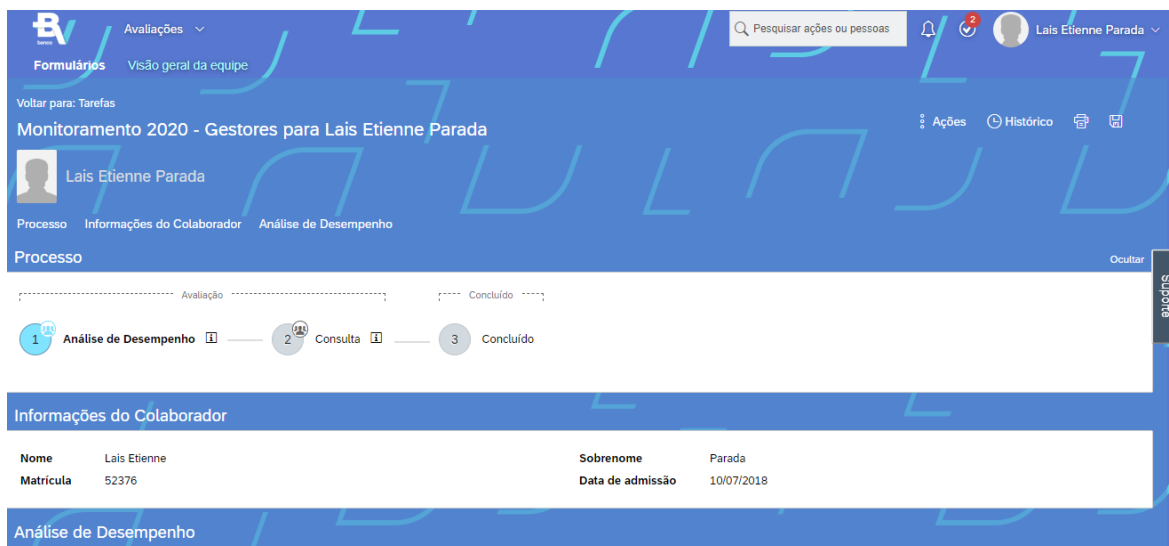 BV
banco
Avaliações
Pesquisar ações ou pessoas
2
Lais Etienne Parada
Formulários Visão geral da equipe
Voltar para: Tarefas
Monitoramento 2020 - Gestores para Lais Etienne Parada
Ações Histórico
Lais Etienne Parada
Processo Informações do Colaborador Análise de Desempenho
Processo
Ocultar
Suporte
Avaliação Concluído
1 Análise de Desempenho 2 Consulta 3 Concluído
Informações do Colaborador
Nome Lais Etienne Sobrenome Parada
Matrícula 52376 Data de admissão 10/07/2018
Análise de Desempenho